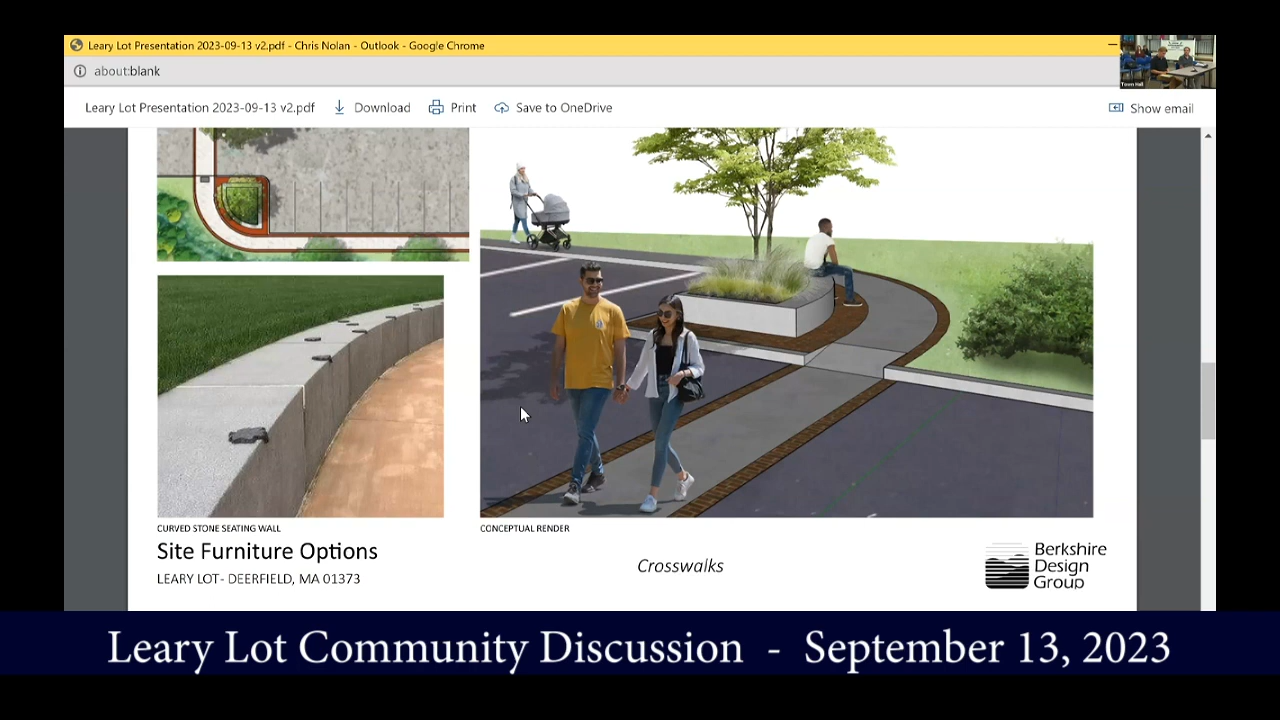 Leary Lot Presentation 2023-09-13 v2.pdf - Chris Nolan - Outlook - Google Chrome
about:blank
Town Hall
Leary Lot Presentation 2023-09-13 v2.pdf
Download
Print
Save to OneDrive
Show email
CURVED STONE SEATING WALL
CONCEPTUAL RENDER
Site Furniture Options
LEARY LOT- DEERFIELD, MA 01373
Crosswalks
Berkshire
Design
Group
Leary Lot Community Discussion - September 13, 2023